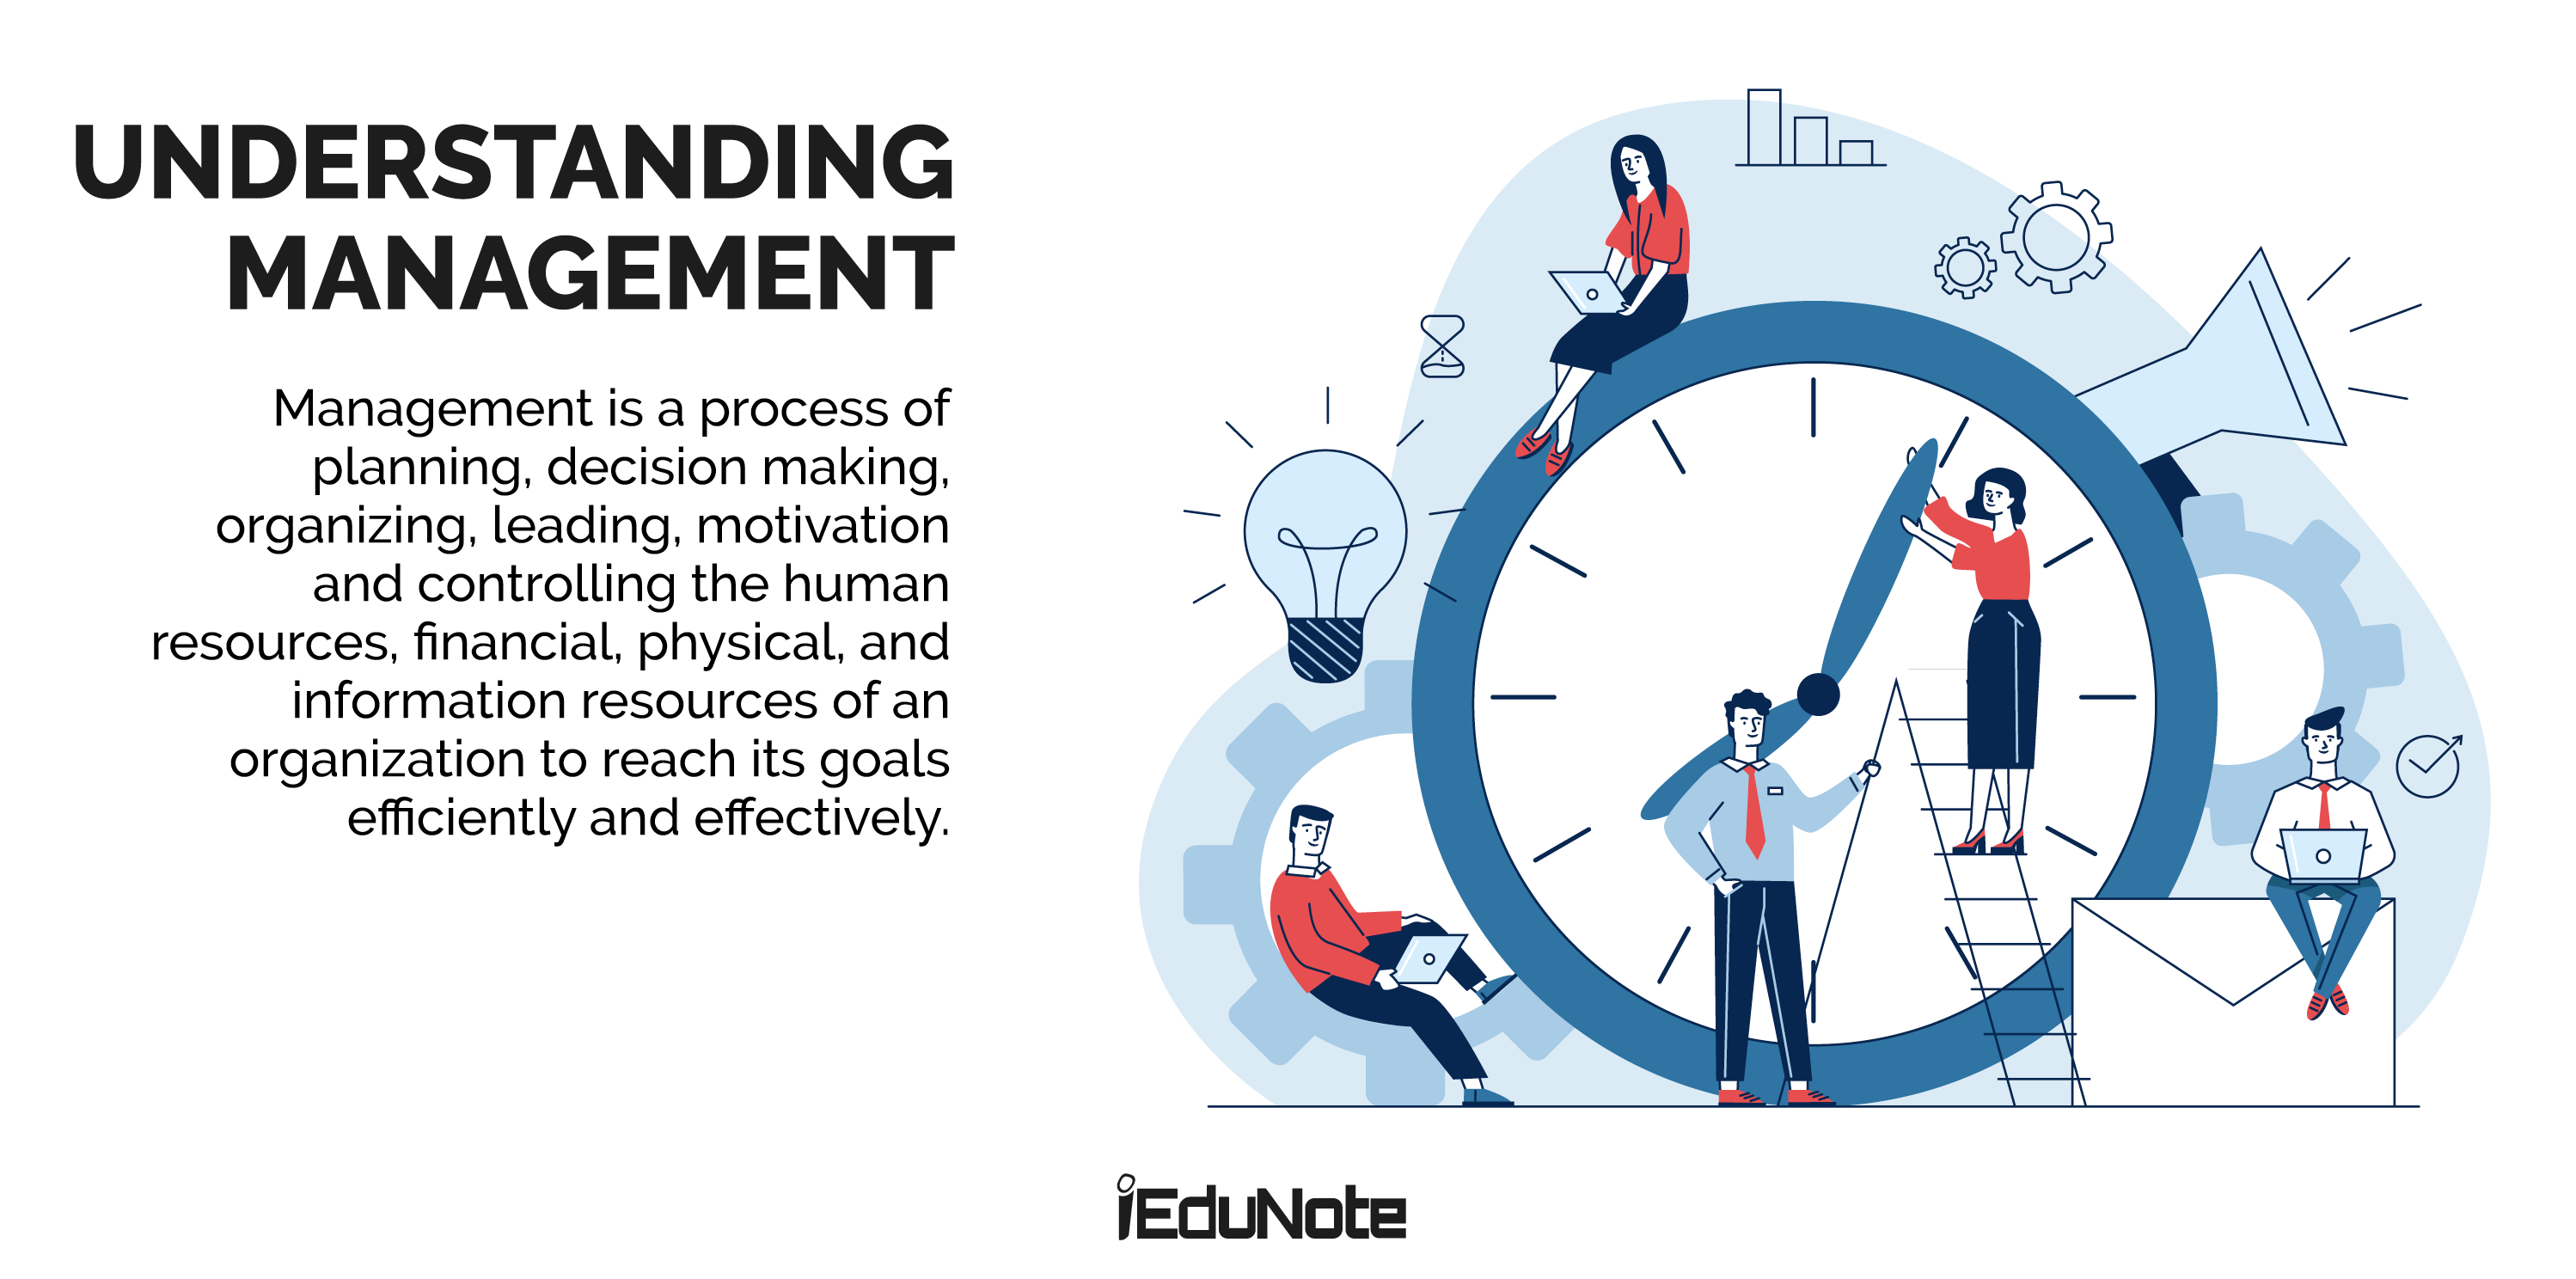 UNDERSTANDING
MANAGEMENT
Management is a process of
planning, decision making,
organizing, leading, motivation
and controlling the human
resources, financial, physical, and
information resources of an
organization to reach its goals
efficiently and effectively.
iEduNote